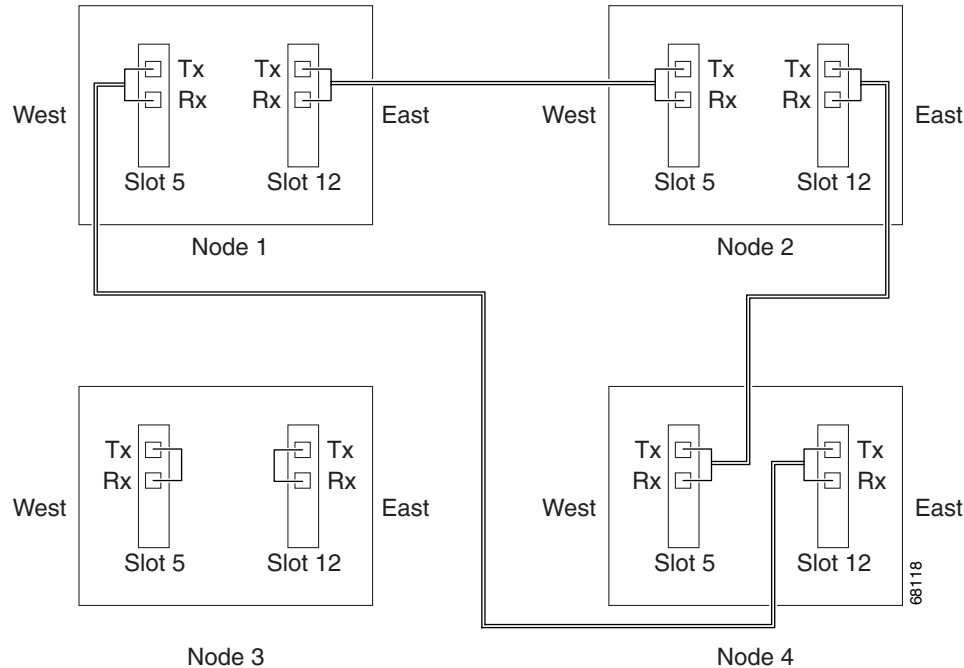 Tx Tx Tx Tx
West Rx Rx East West Rx Rx East
Slot 5 Slot 12 Slot 5 Slot 12
Node 1 Node 2
Tx Tx Tx Tx
West Rx Rx East West Rx Rx East
Slot 5 Slot 12 Slot 5 Slot 12
68118
Node 3 Node 4